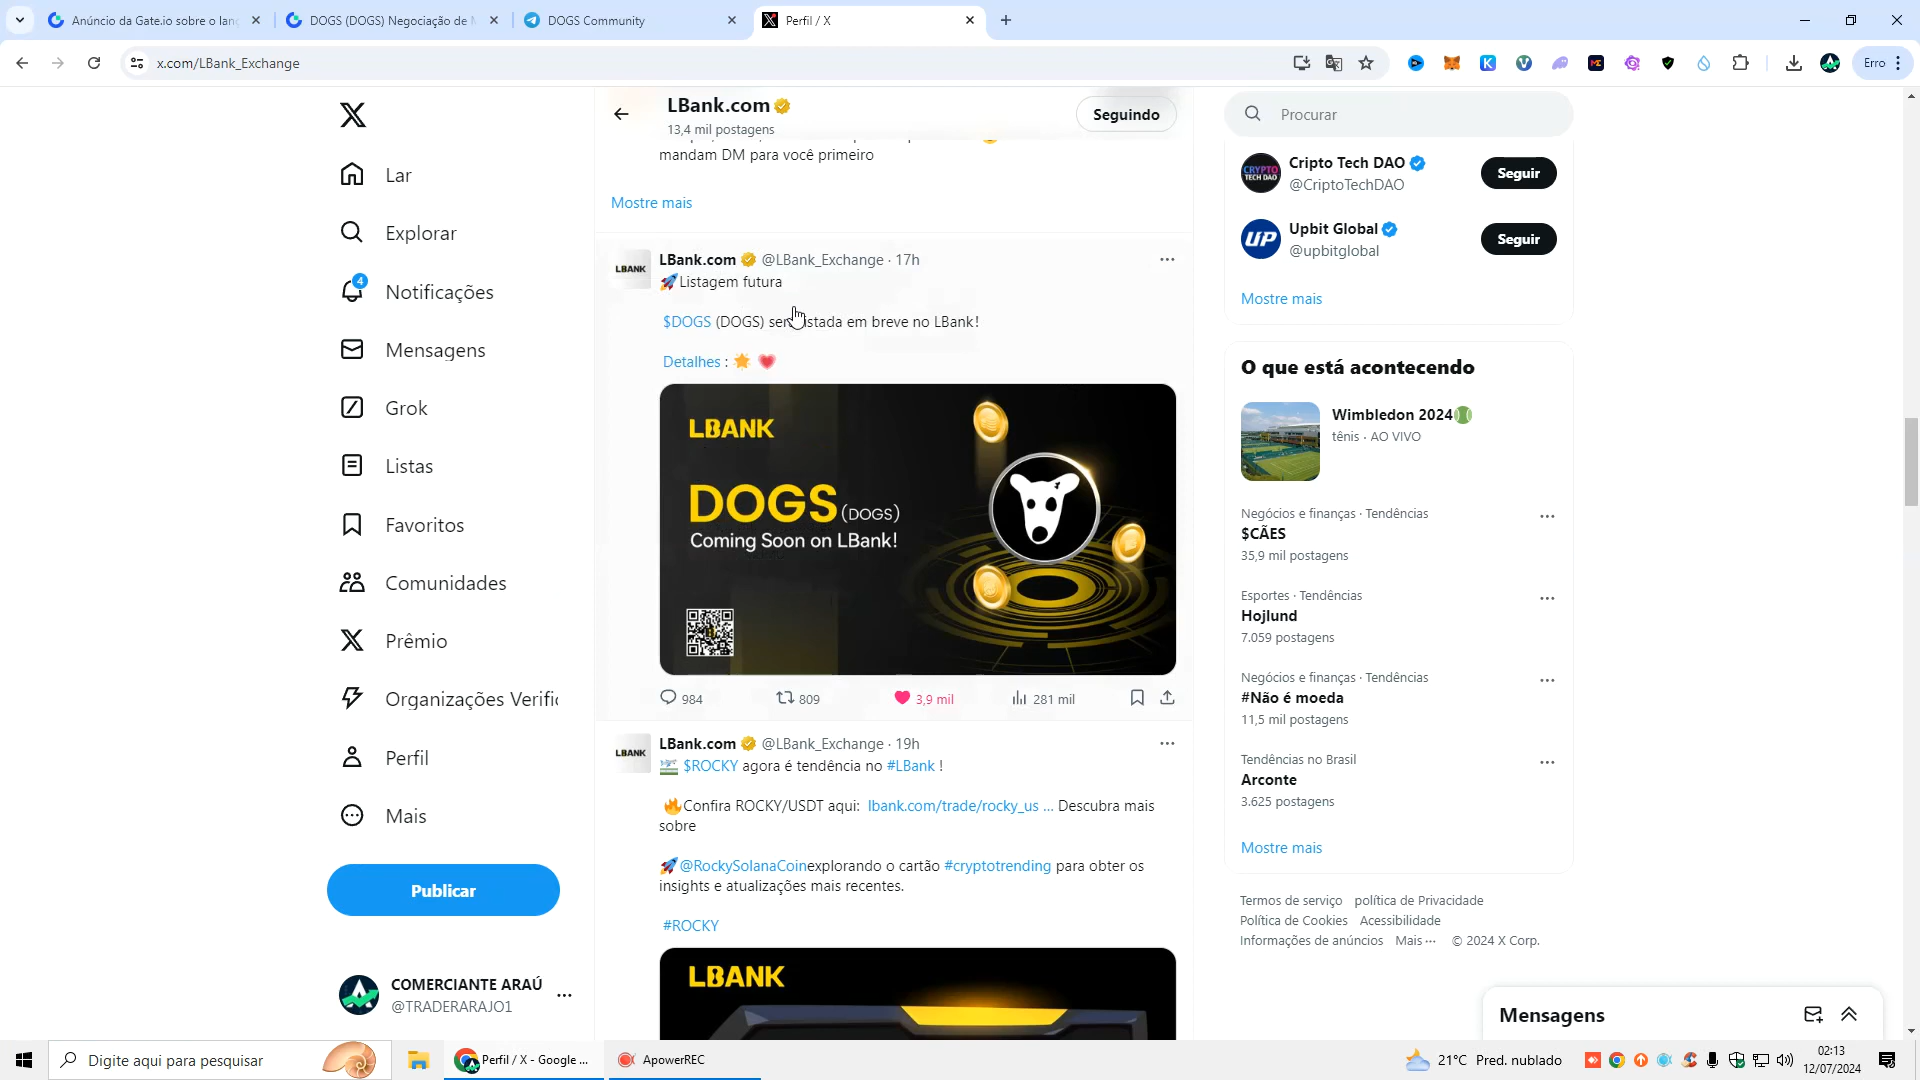 Anúncio da Gate.io sobre o lan
DOGS (DOGS) Negociação de M
DOGS Community
Perfil / X
x.com/LBank_Exchange
Erro
Lar
Explorar
4
Notificações
Mensagens
Grok
Listas
Favoritos
Comunidades
Prêmio
Organizações Verific
Perfil
Mais
Publicar
COMERCIANTE ARAÚ
@TRADERARAJO1
LBank.com
13,4 mil postagens
Seguindo
mandam DM para você primeiro
Mostre mais
LBANK
LBank.com @LBank_Exchange · 17h
🚀Listagem futura
$DOGS (DOGS) será listada em breve no LBank!
Detalhes : 🌟 ❤️
LBANK
DOGS (DOGS)
Coming Soon on LBank!
984
809
3,9 mil
281 mil
LBANK
LBank.com @LBank_Exchange · 19h
$ROCKY agora é tendência no #LBank !
🔥Confira ROCKY/USDT aqui: lbank.com/trade/rocky_us ... Descubra mais
sobre
🚀@RockySolanaCoinexplorando o cartão #cryptotrending para obter os
insights e atualizações mais recentes.
#ROCKY
LBANK
Procurar
CRYPTO
TECH DAO
Cripto Tech DAO
@CriptoTechDAO
Seguir
UP
Upbit Global
@upbitglobal
Seguir
Mostre mais
O que está acontecendo
Wimbledon 2024
tênis · AO VIVO
Negócios e finanças · Tendências
$CÃES
35,9 mil postagens
Esportes · Tendências
Hojlund
7.059 postagens
Negócios e finanças · Tendências
#Não é moeda
11,5 mil postagens
Tendências no Brasil
Arconte
3.625 postagens
Mostre mais
Termos de serviço política de Privacidade
Política de Cookies Acessibilidade
Informações de anúncios Mais ··· © 2024 X Corp.
Mensagens
Digite aqui para pesquisar
Perfil / X - Google ...
ApowerREC
21°C Pred. nublado
02:13
12/07/2024